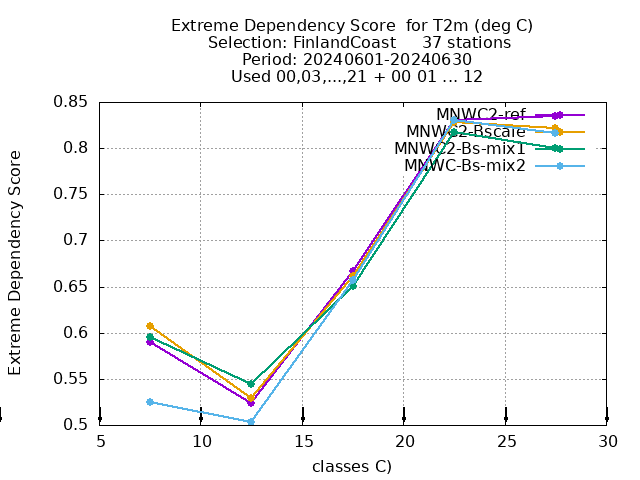 Extreme Dependency Score  for T2m (deg C)
Selection: FinlandCoast     37 stations
Period: 20240601-20240630
Used 00,03,...,21 + 00 01 ... 12
MNWC2-ref
MNWC2-Bscale
MNWC2-Bs-mix1
MNWC-Bs-mix2
0.85
0.8
0.75
0.7
0.65
0.6
0.55
0.5
Extreme Dependency Score
5
10
15
20
25
30
classes C)